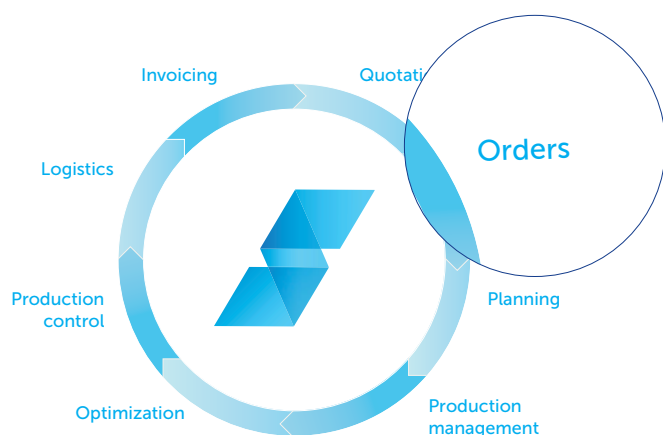 Invoicing
Quotati
Orders
Logistics
Production
control
Planning
Optimization
Production
management